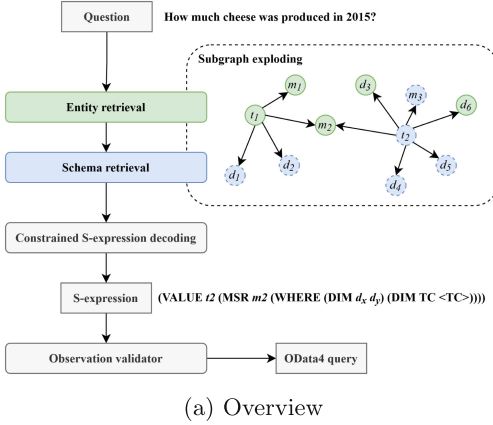 Question
How much cheese was produced in 2015?
Subgraph exploding
Entity retrieval
Schema retrieval
m1
d3
m3
d6
t1
m2
t2
d1
d2
d4
d5
Constrained S-expression decoding
S-expression
(VALUE t2 (MSR m2 (WHERE (DIM dx dy) (DIM TC <TC>))))
Observation validator
OData4 query
(a) Overview